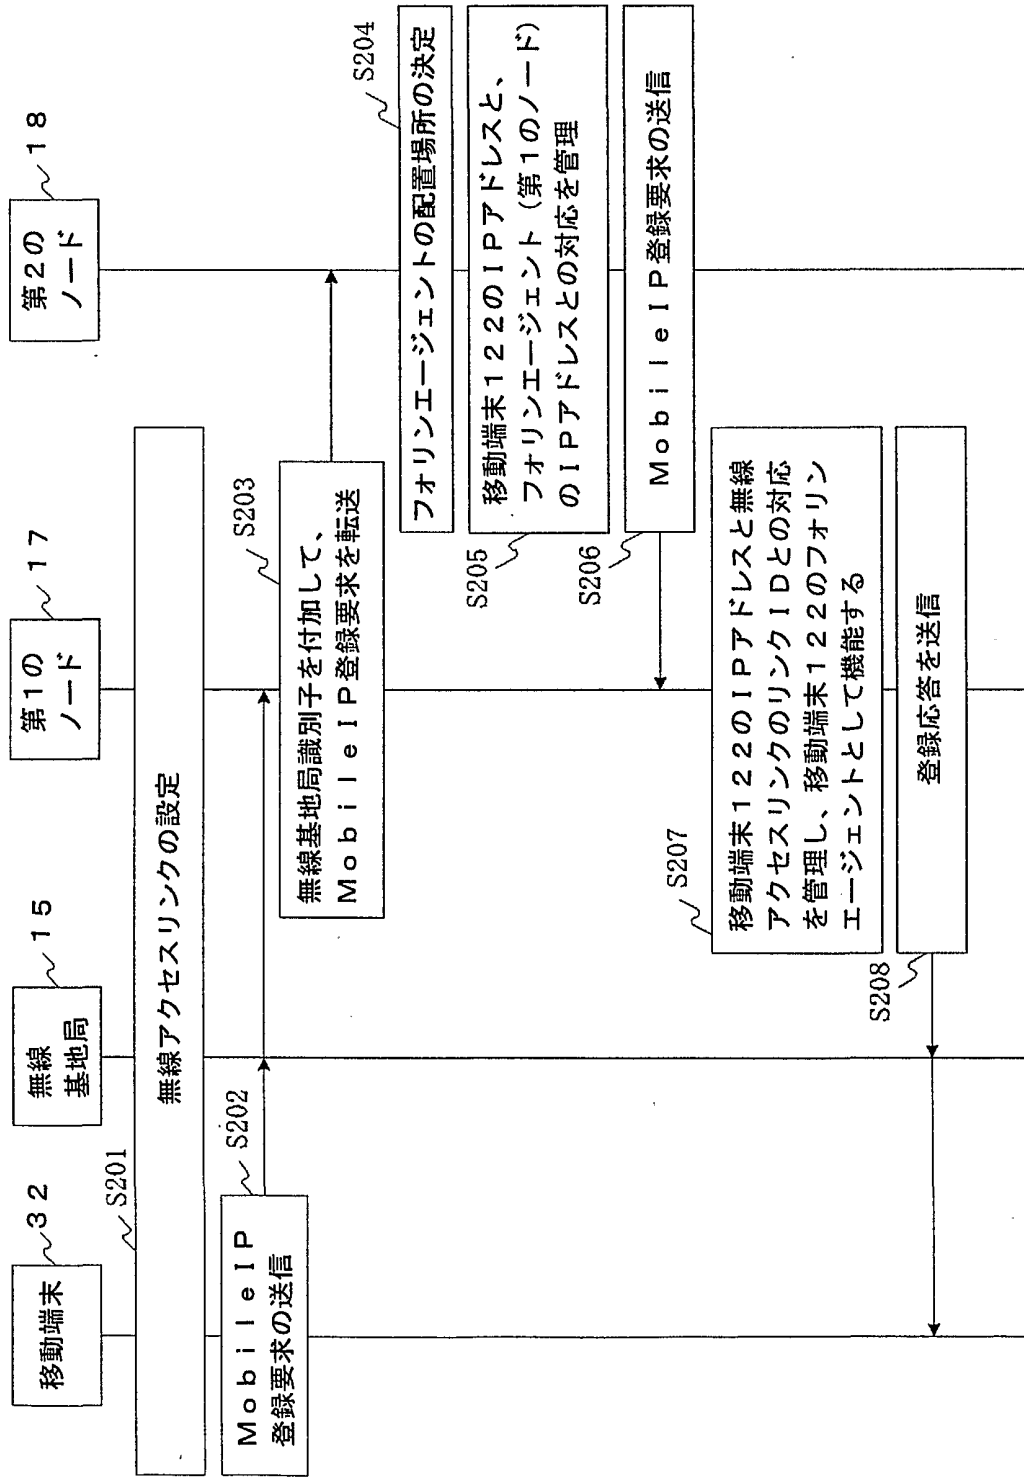 移動端末
32
無線
基地局
15
第1の
ノード
17
第2の
ノード
18
S201
無線アクセスリンクの設定
S202
MobileIP
登録要求の送信
S203
無線基地局識別子を付加して、
MobileIP登録要求を転送
S204
フォリンエージェントの配置場所の決定
S205
移動端末122のIPアドレスと、
フォリンエージェント(第1のノード)
のIPアドレスとの対応を管理
S206
MobileIP登録要求の送信
S207
移動端末122のIPアドレスと無線
アクセスリンクのリンクIDとの対応
を管理し、移動端末122のフォリン
エージェントとして機能する
S208
登録応答を送信